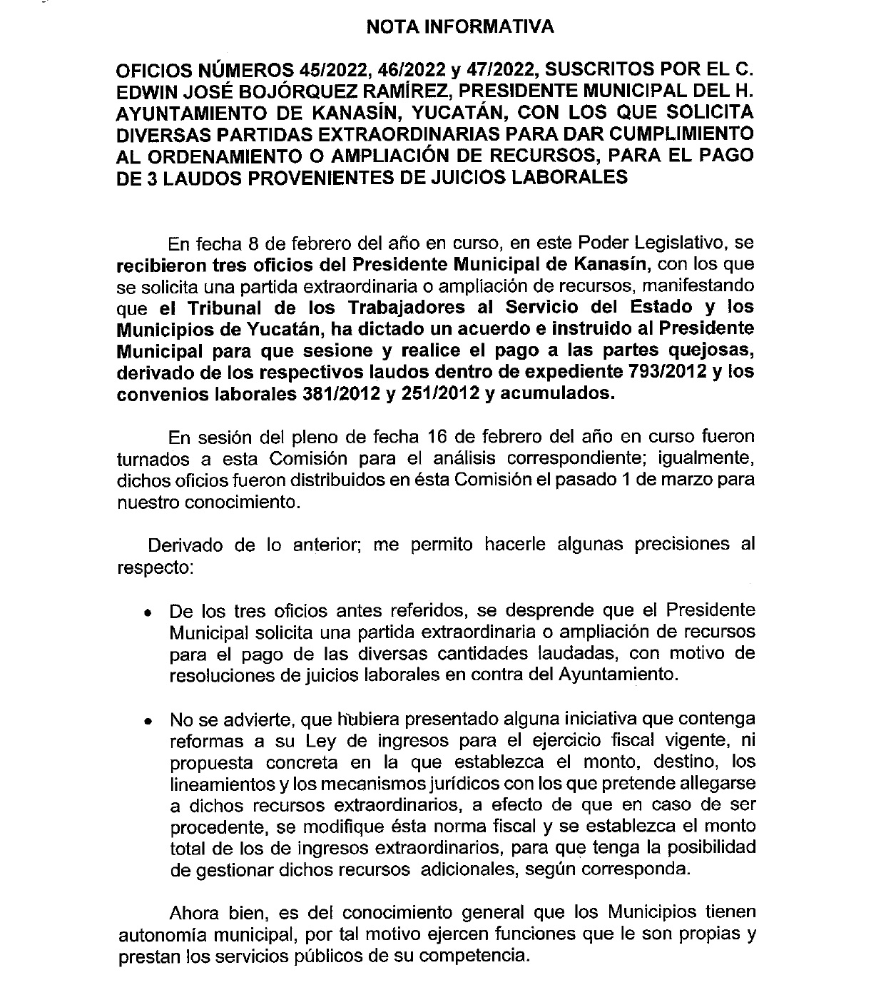 NOTA INFORMATIVA
OFICIOS NÚMEROS 45/2022, 46/2022 y 47/2022, SUSCRITOS POR EL C.
EDWIN JOSÉ BOJÓRQUEZ RAMÍREZ, PRESIDENTE MUNICIPAL DEL H.
AYUNTAMIENTO DE KANASÍN, YUCATÁN, CON LOS QUE SOLICITA
DIVERSAS PARTIDAS EXTRAORDINARIAS PARA DAR CUMPLIMIENTO
AL ORDENAMIENTO O AMPLIACIÓN DE RECURSOS, PARA EL PAGO
DE 3 LAUDOS PROVENIENTES DE JUICIOS LABORALES
En fecha 8 de febrero del año en curso, en este Poder Legislativo, se
recibieron tres oficios del Presidente Municipal de Kanasín, con los que
se solicita una partida extraordinaria o ampliación de recursos, manifestando
que el Tribunal de los Trabajadores al Servicio del Estado y los
Municipios de Yucatán, ha dictado un acuerdo e instruido al Presidente
Municipal para que sesione y realice el pago a las partes quejosas,
derivado de los respectivos laudos dentro de expediente 793/2012 y los
convenios laborales 381/2012 y 251/2012 y acumulados.
En sesión del pleno de fecha 16 de febrero del año en curso fueron
turnados a esta Comisión para el análisis correspondiente; igualmente,
dichos oficios fueron distribuidos en ésta Comisión el pasado 1 de marzo para
nuestro conocimiento.
Derivado de lo anterior; me permito hacerle algunas precisiones al
respecto:
• De los tres oficios antes referidos, se desprende que el Presidente
Municipal solicita una partida extraordinaria o ampliación de recursos
para el pago de las diversas cantidades laudadas, con motivo de
resoluciones de juicios laborales en contra del Ayuntamiento.
• No se advierte, que hubiera presentado alguna iniciativa que contenga
reformas a su Ley de ingresos para el ejercicio fiscal vigente, ni
propuesta concreta en la que establezca el monto, destino, los
lineamientos y los mecanismos jurídicos con los que pretende allegarse
a dichos recursos extraordinarios, a efecto de que en caso de ser
procedente, se modifique ésta norma fiscal y se establezca el monto
total de los de ingresos extraordinarios, para que tenga la posibilidad
de gestionar dichos recursos adicionales, según corresponda.
Ahora bien, es del conocimiento general que los Municipios tienen
autonomía municipal, por tal motivo ejercen funciones que le son propias y
prestan los servicios públicos de su competencia.